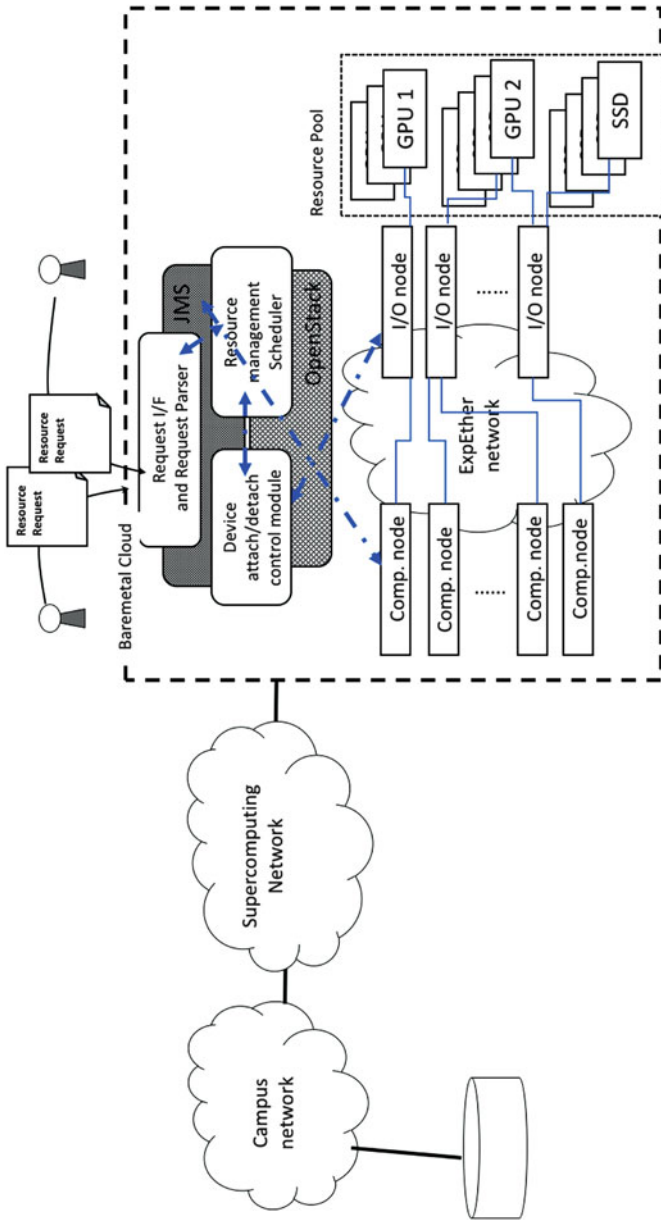 Resource
Request
Resource
Request
Baremetal Cloud
Request I/F
and Request Parser
JMS
Device
attach/detach
control module
Resource
management
Scheduler
OpenStack
Resource Pool
Comp. node
Comp. node
......
Comp. node
Comp.node
ExpEther
network
I/O node
I/O node
......
I/O node
GPU 1
GPU 2
SSD
Supercomputing
Network
Campus
network